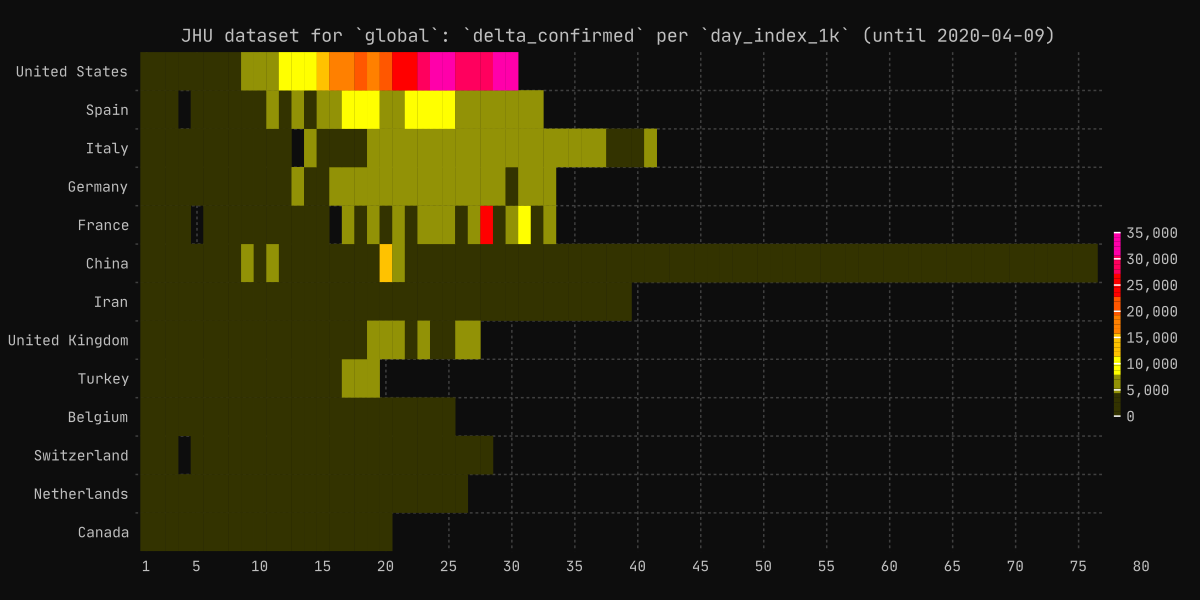 JHU dataset for `global`: `delta_confirmed` per `day_index_1k` (until 2020-04-09)
United States
Spain
Italy
Germany
France
China
Iran
United Kingdom
Turkey
Belgium
Switzerland
Netherlands
Canada
1 5 10 15 20 25 30 35 40 45 50 55 60 65 70 75 80
35,000
30,000
25,000
20,000
15,000
10,000
5,000
0